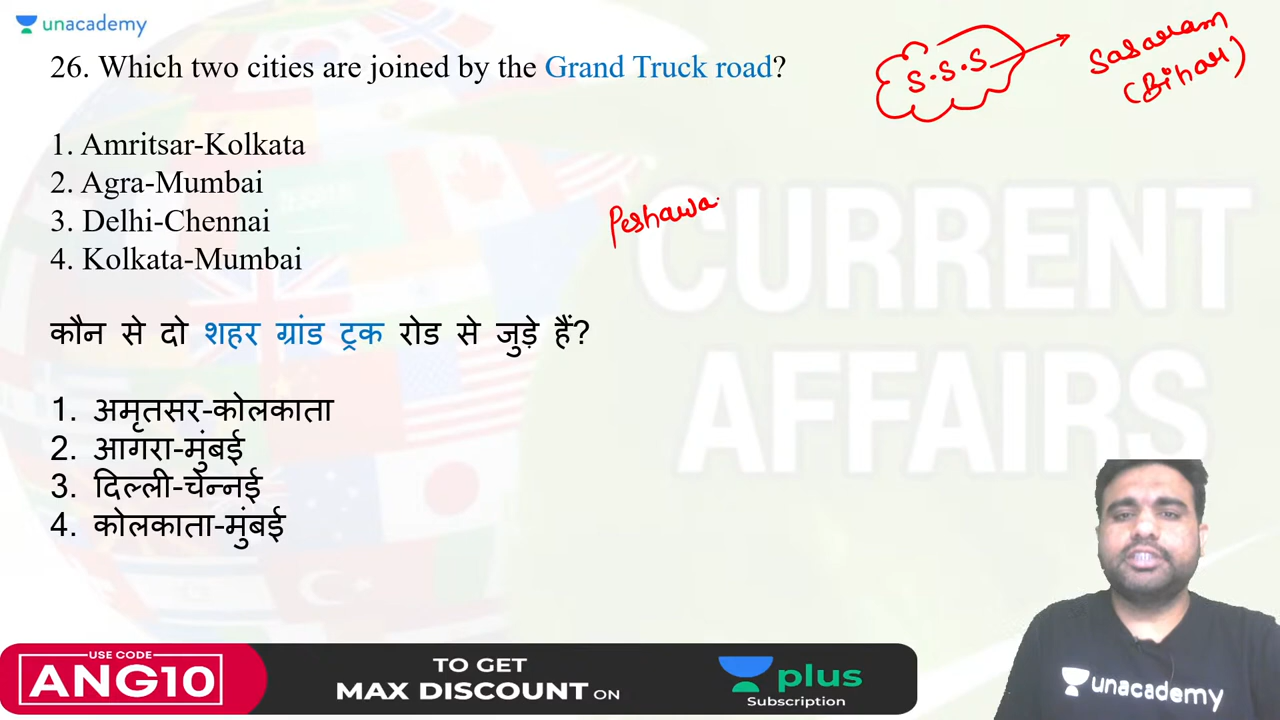 unacademy
26. Which two cities are joined by the Grand Truck road?
S.S.S
Sasaram
(Bihar)
1. Amritsar-Kolkata
2. Agra-Mumbai
3. Delhi-Chennai
4. Kolkata-Mumbai
Peshawa
CURRENT
AFFAIRS
कौन से दो शहर ग्रांड ट्रक रोड से जुड़े हैं?
1. अमृतसर-कोलकाता
2. आगरा-मुंबई
3. दिल्ली-चेन्नई
4. कोलकाता-मुंबई
unacademy
USE CODE
ANG10
TO GET
MAX DISCOUNT ON
plus
Subscription